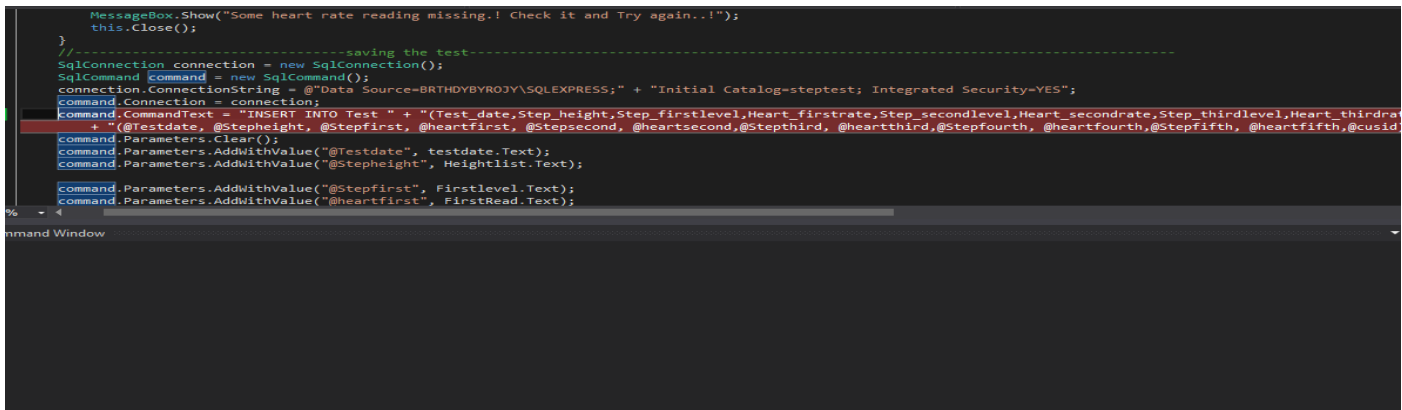 MessageBox.Show("Some heart rate reading missing.! Check it and Try again..!");
this.Close();
}
//---------------------------------saving the test--------------------------------------------------------------------------------------
SqlConnection connection = new SqlConnection();
SqlCommand command = new SqlCommand();
connection.ConnectionString = @"Data Source=BRTHDYBYROJY\SQLEXPRESS;" + "Initial Catalog=steptest; Integrated Security=YES";
command.Connection = connection;
command.CommandText = "INSERT INTO Test " + "(Test_date,Step_height,Step_firstlevel,Heart_firstrate,Step_secondlevel,Heart_secondrate,Step_thirdlevel,Heart_thirdrat
+ "(@Testdate, @Stepheight, @Stepfirst, @heartfirst, @Stepsecond, @heartsecond,@Stepthird, @heartthird,@Stepfourth, @heartfourth,@Stepfifth, @heartfifth,@cusid)
command.Parameters.Clear();
command.Parameters.AddWithValue("@Testdate", testdate.Text);
command.Parameters.AddWithValue("@Stepheight", Heightlist.Text);
command.Parameters.AddWithValue("@Stepfirst", Firstlevel.Text);
command.Parameters.AddWithValue("@heartfirst", FirstRead.Text);
%
mmand Window